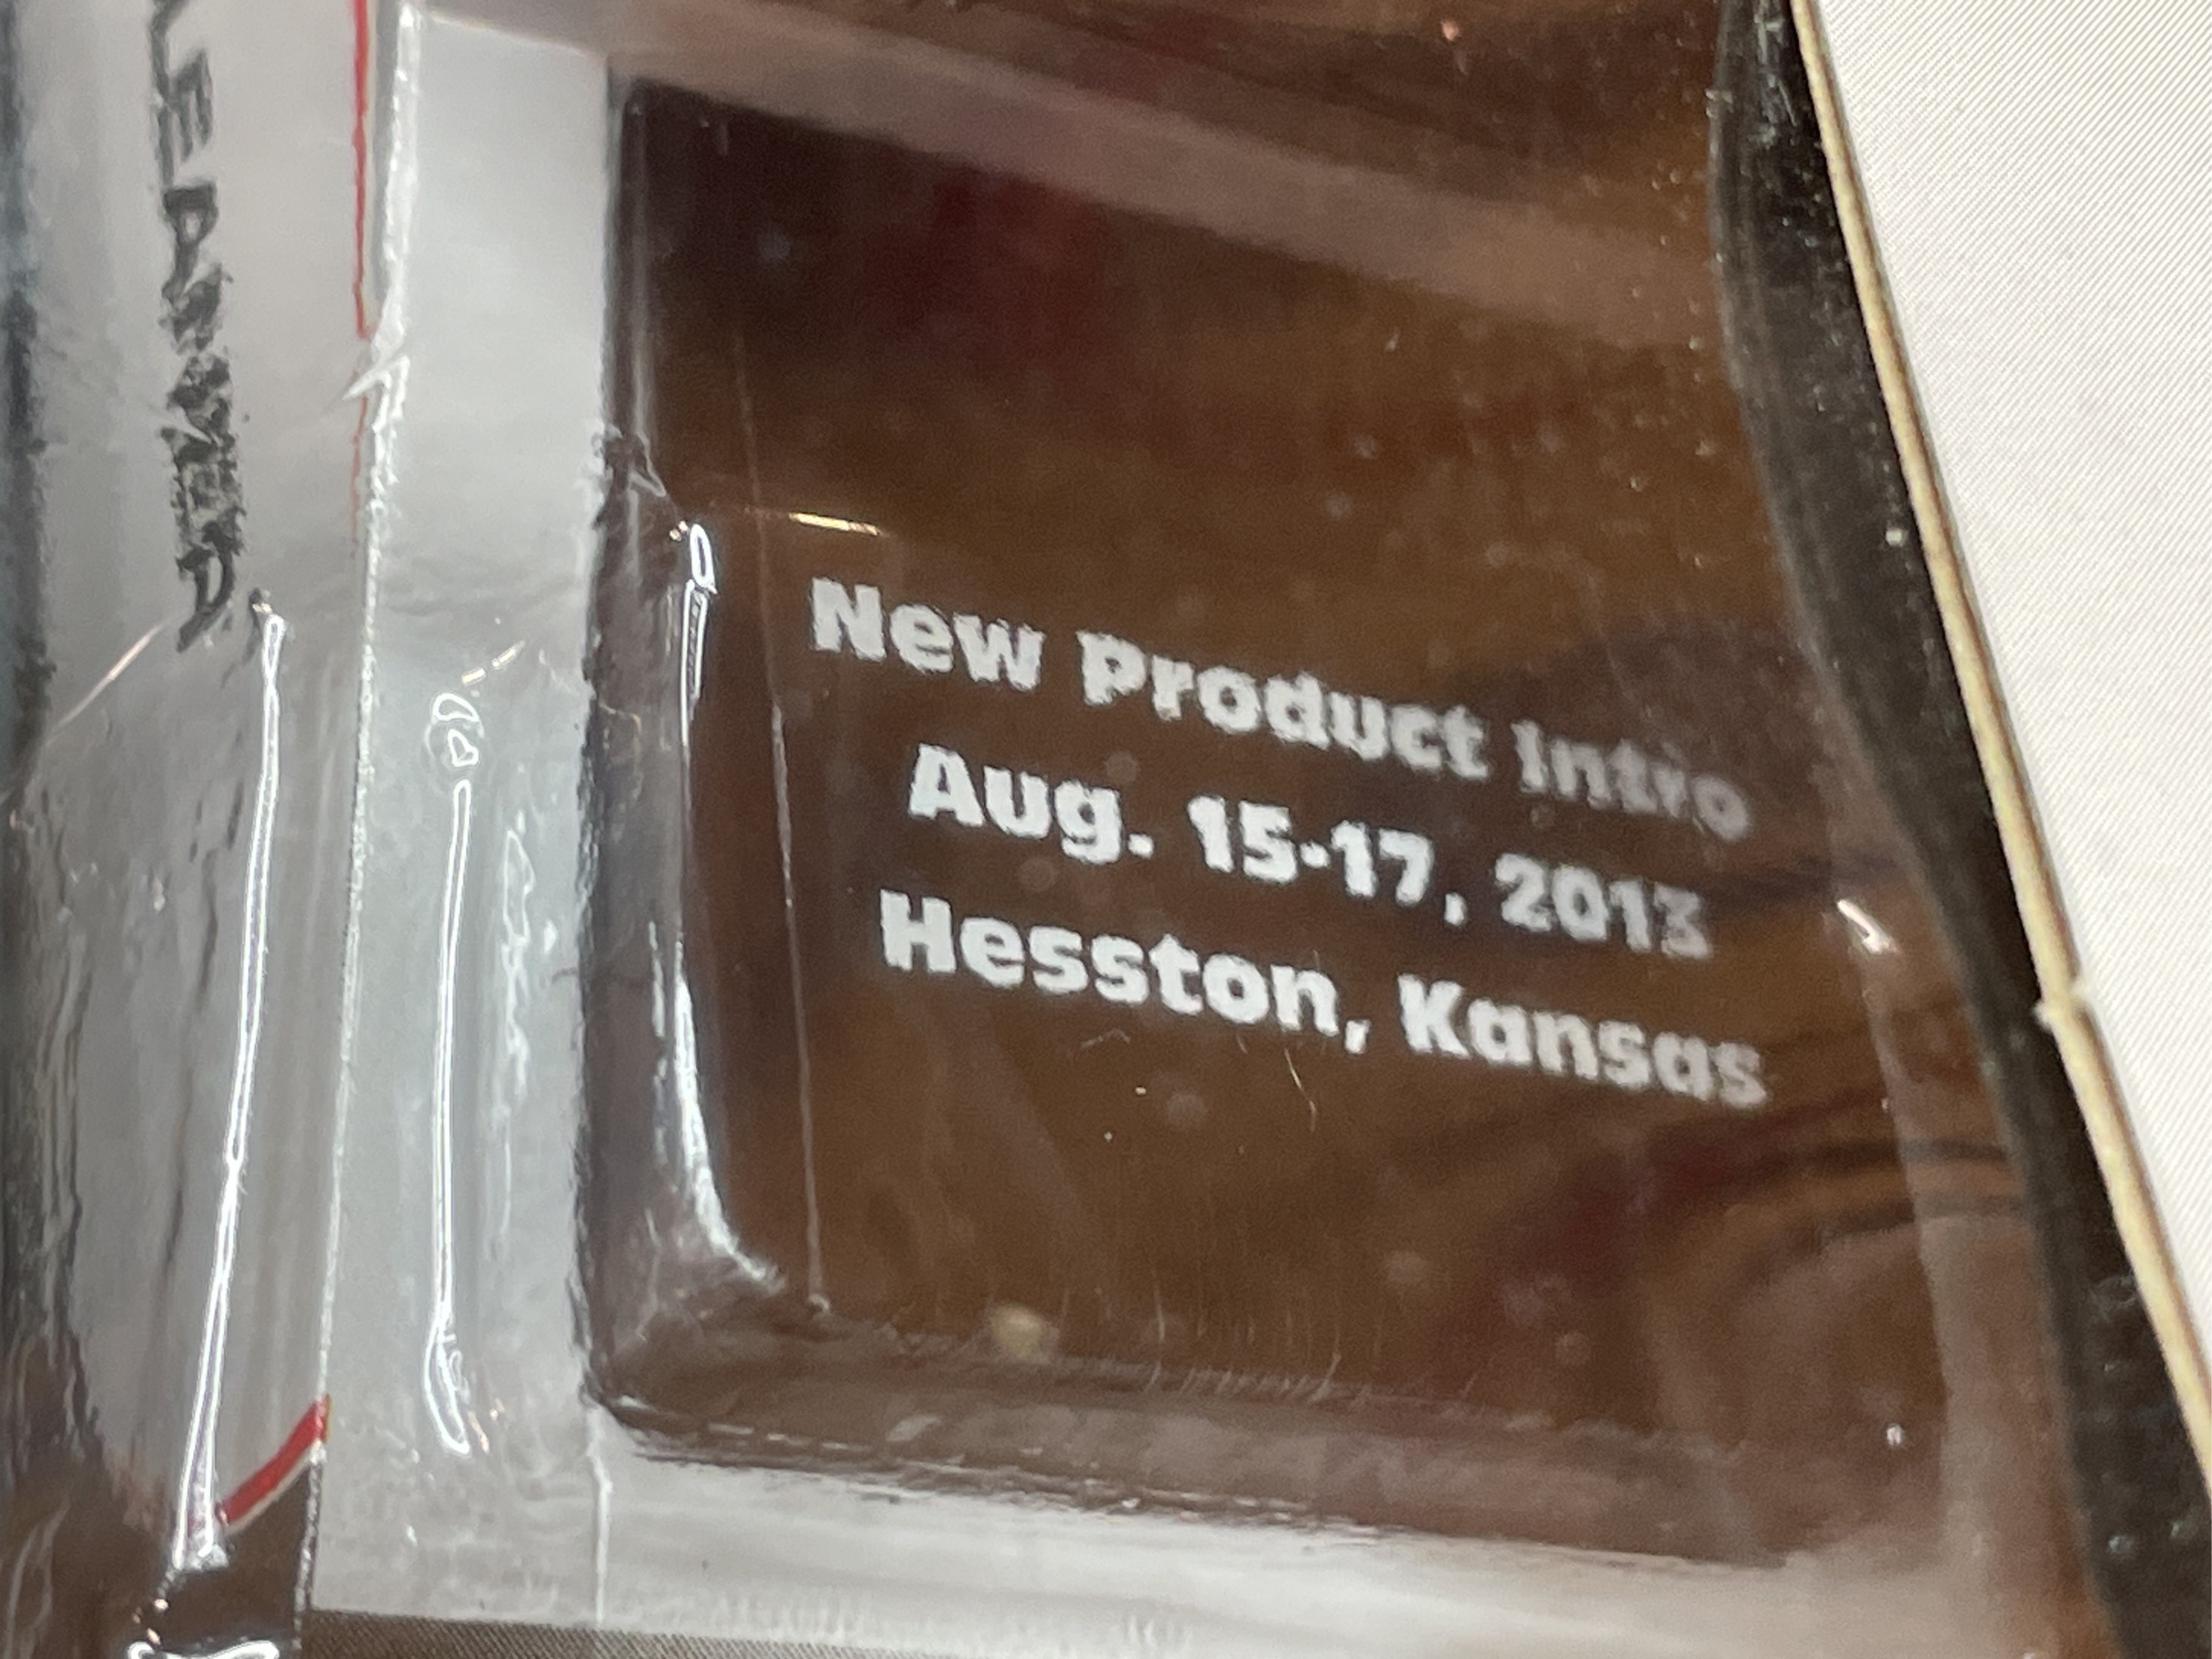 New Product Intro
Aug. 15-17, 2013
Hesston, Kansas